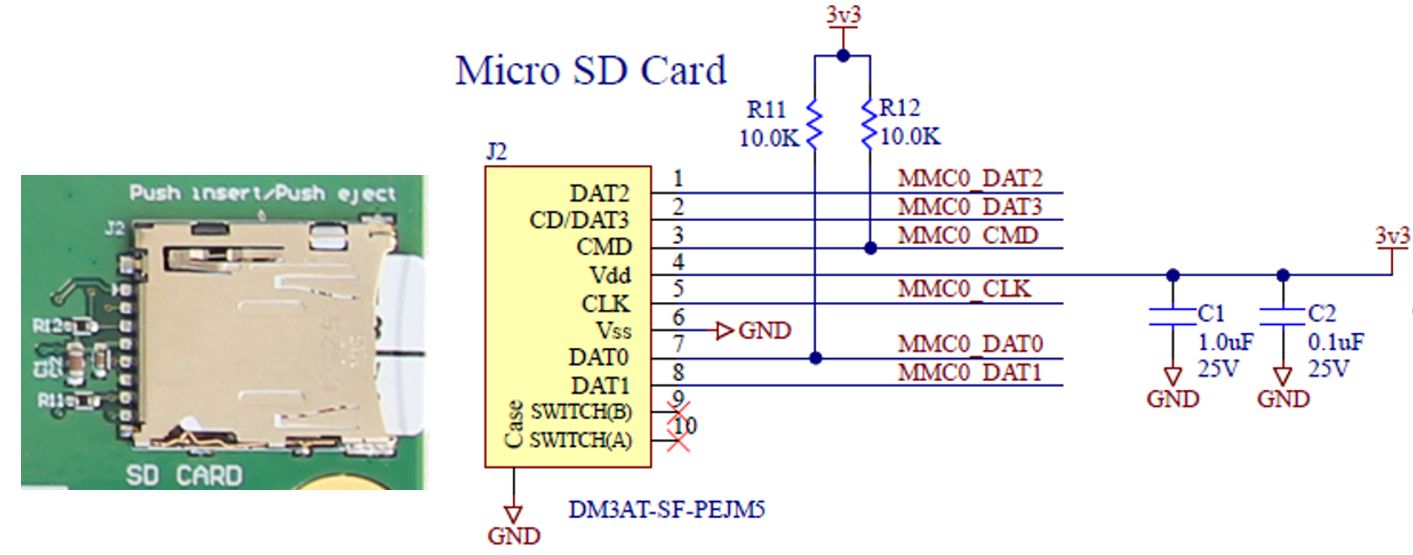 Push insert/Push eject
J2
R12
R11
SD CARD
Micro SD Card
3v3
R11
10.0K
R12
10.0K
J2
DAT2 1 MMC0_DAT2
CD/DAT3 2 MMC0_DAT3
CMD 3 MMC0_CMD
Vdd 4
3v3
CLK 5 MMC0_CLK
Vss 6 GND
DAT0 7 MMC0_DAT0
DAT1 8 MMC0_DAT1
SWITCH(B) 9
SWITCH(A) 10
Case
GND
DM3AT-SF-PEJM5
C1
1.0uF
25V
GND
C2
0.1uF
25V
GND